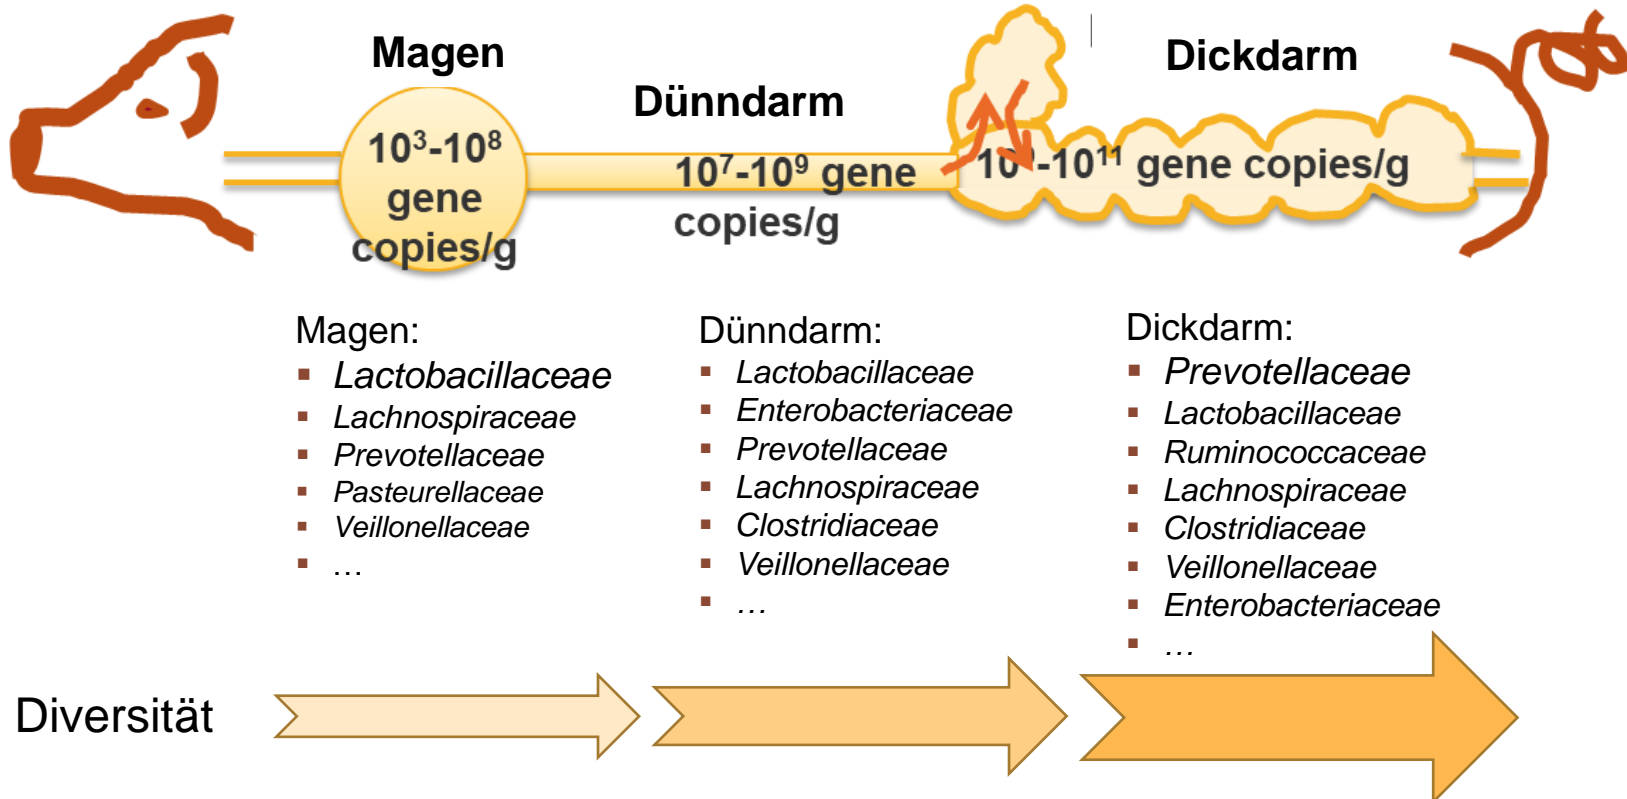 Magen
Dünndarm
Dickdarm
10³-10⁸
gene
copies/g
10⁷-10⁹ gene
copies/g
-10¹¹ gene copies/g
Magen:
▪ Lactobacillaceae
▪ Lachnospiraceae
▪ Prevotellaceae
▪ Pasteurellaceae
▪ Veillonellaceae
▪ …
Dünndarm:
▪ Lactobacillaceae
▪ Enterobacteriaceae
▪ Prevotellaceae
▪ Lachnospiraceae
▪ Clostridiaceae
▪ Veillonellaceae
▪ …
Dickdarm:
▪ Prevotellaceae
▪ Lactobacillaceae
▪ Ruminococcaceae
▪ Lachnospiraceae
▪ Clostridiaceae
▪ Veillonellaceae
▪ Enterobacteriaceae
▪ …
Diversität